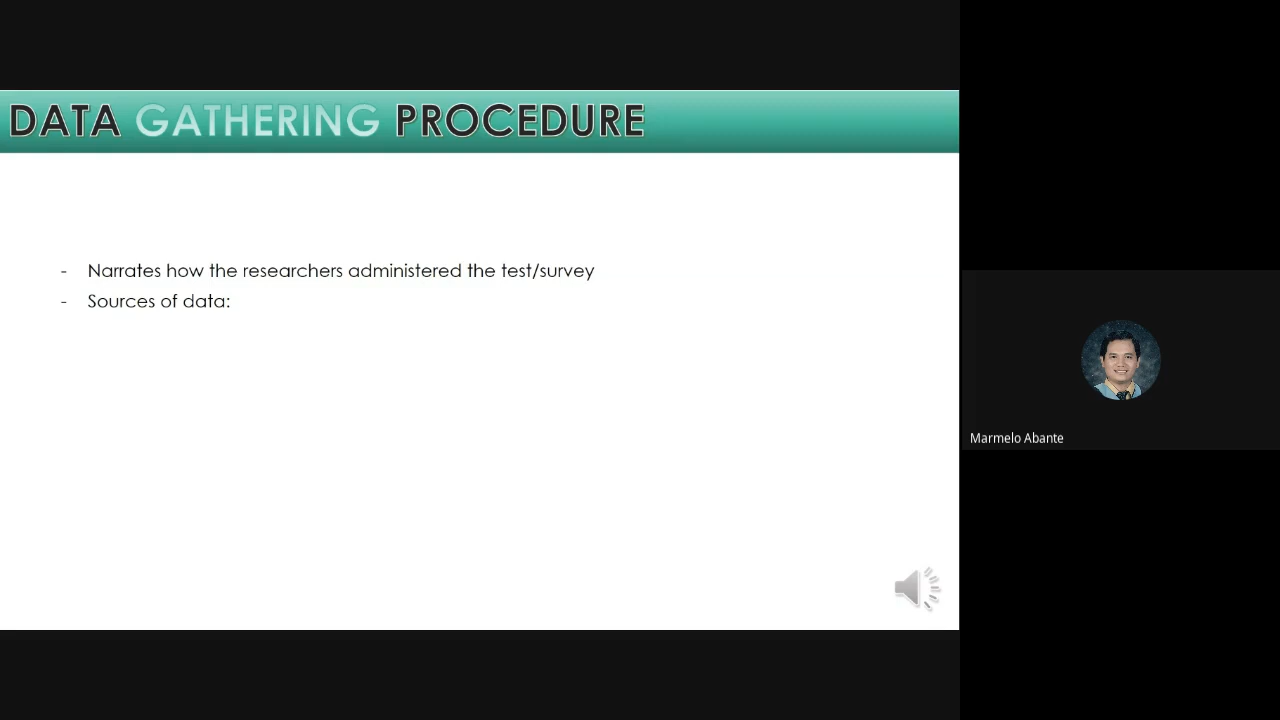 DATA GATHERING PROCEDURE
- Narrates how the researchers administered the test/survey
- Sources of data:
Marmelo Abante